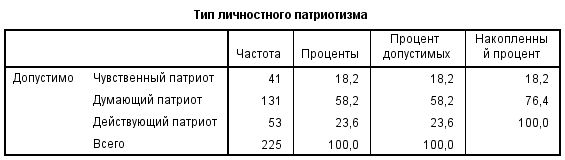 Тип личностного патриотизма
Частота Проценты Процент допустимых Накопленны й процент
Допустимо Чувственный патриот 41 18,2 18,2 18,2
Думающий патриот 131 58,2 58,2 76,4
Действующий патриот 53 23,6 23,6 100,0
Всего 225 100,0 100,0